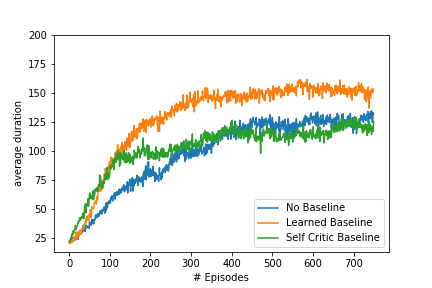 200
175
150
125
100
75
50
25
average duration
0 100 200 300 400 500 600 700
# Episodes
No Baseline
Learned Baseline
Self Critic Baseline